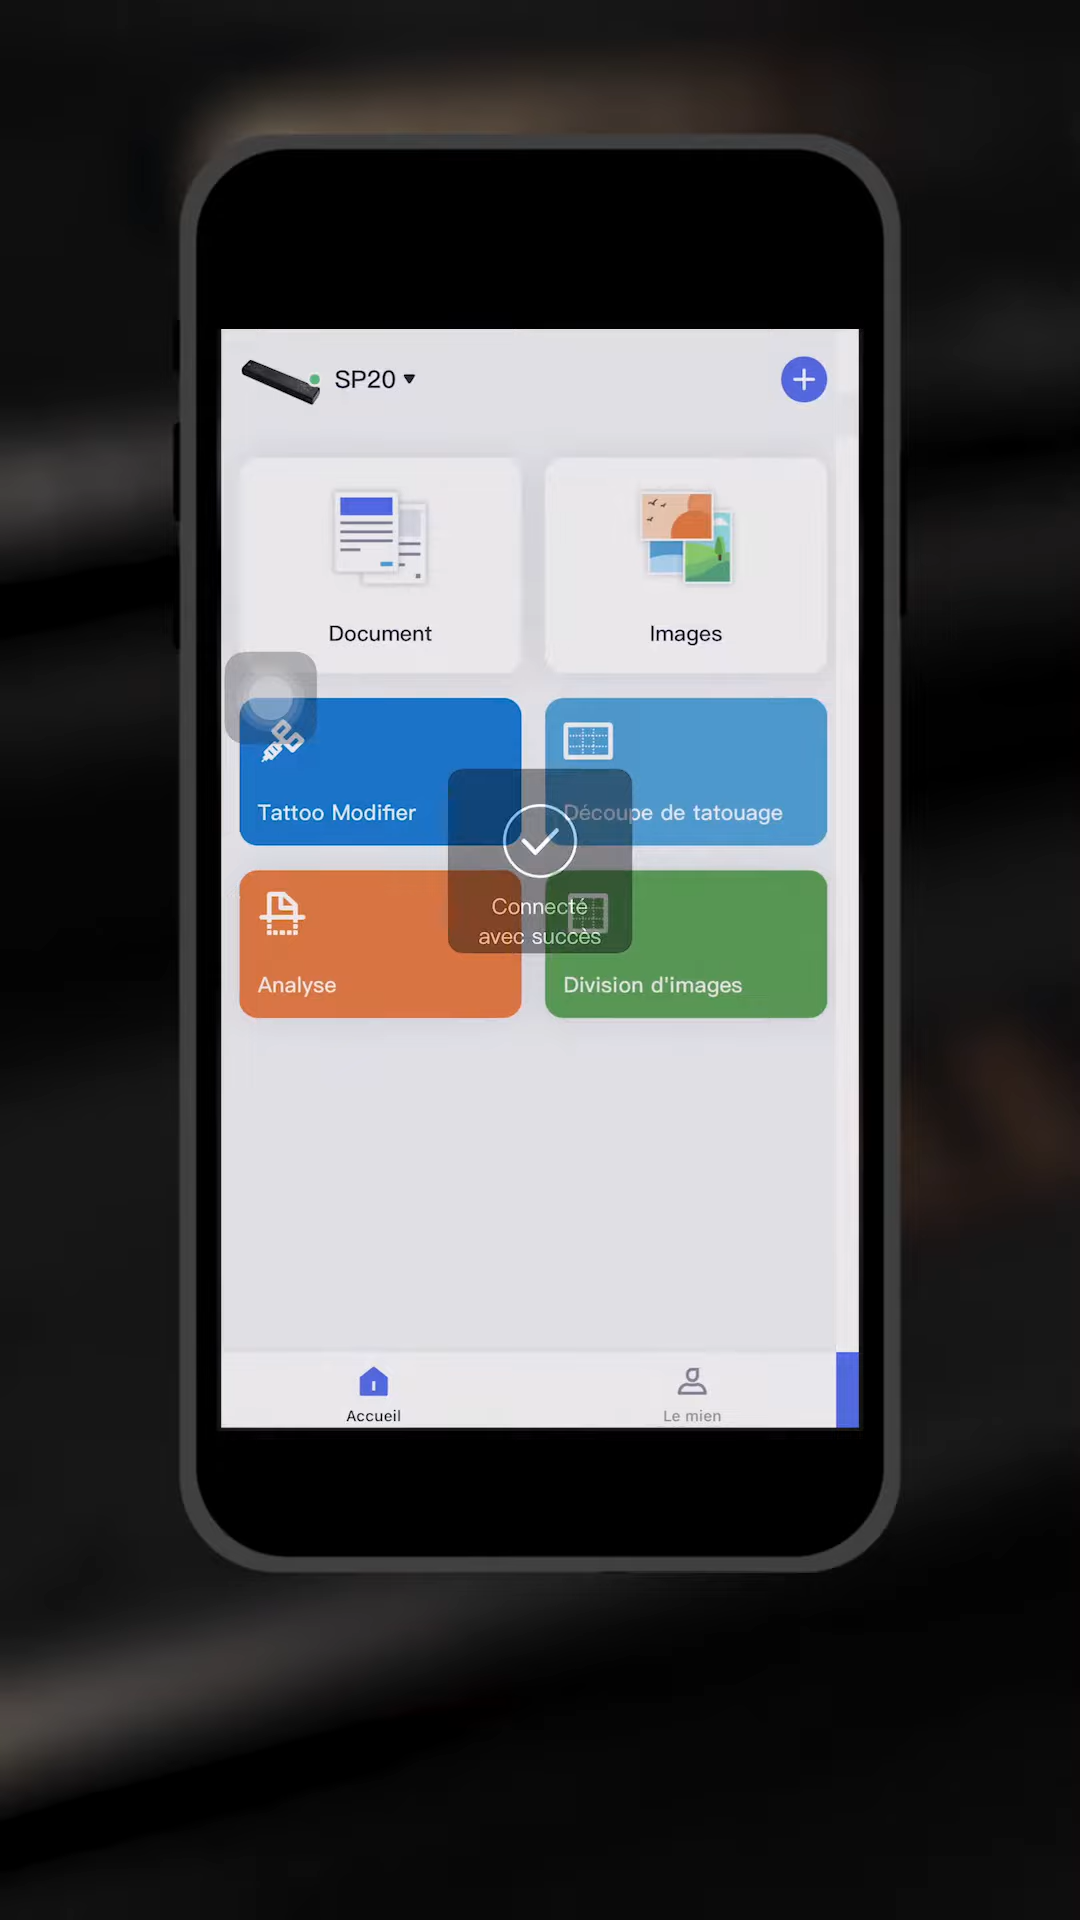 SP20
Document
Images
Tattoo Modifier
Découpe de tatouage
Connecté
avec succès
Analyse
Division d'images
Accueil
Le mien